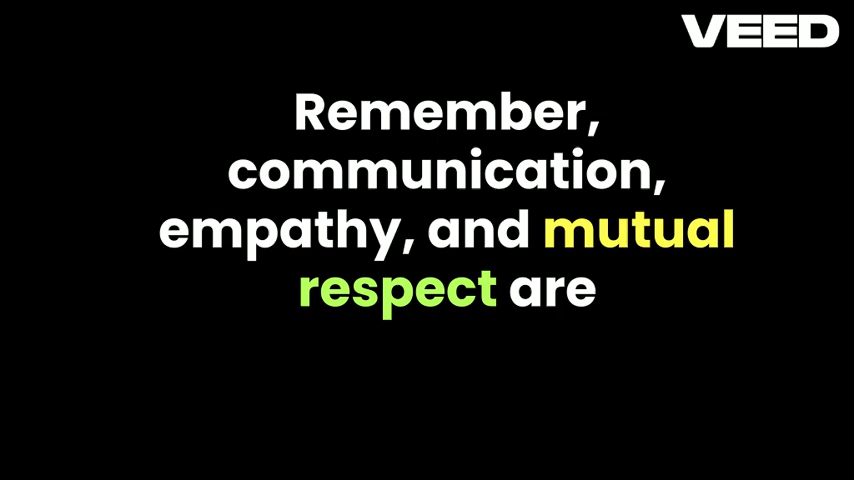 VEED
Remember,
communication,
empathy, and mutual
respect are